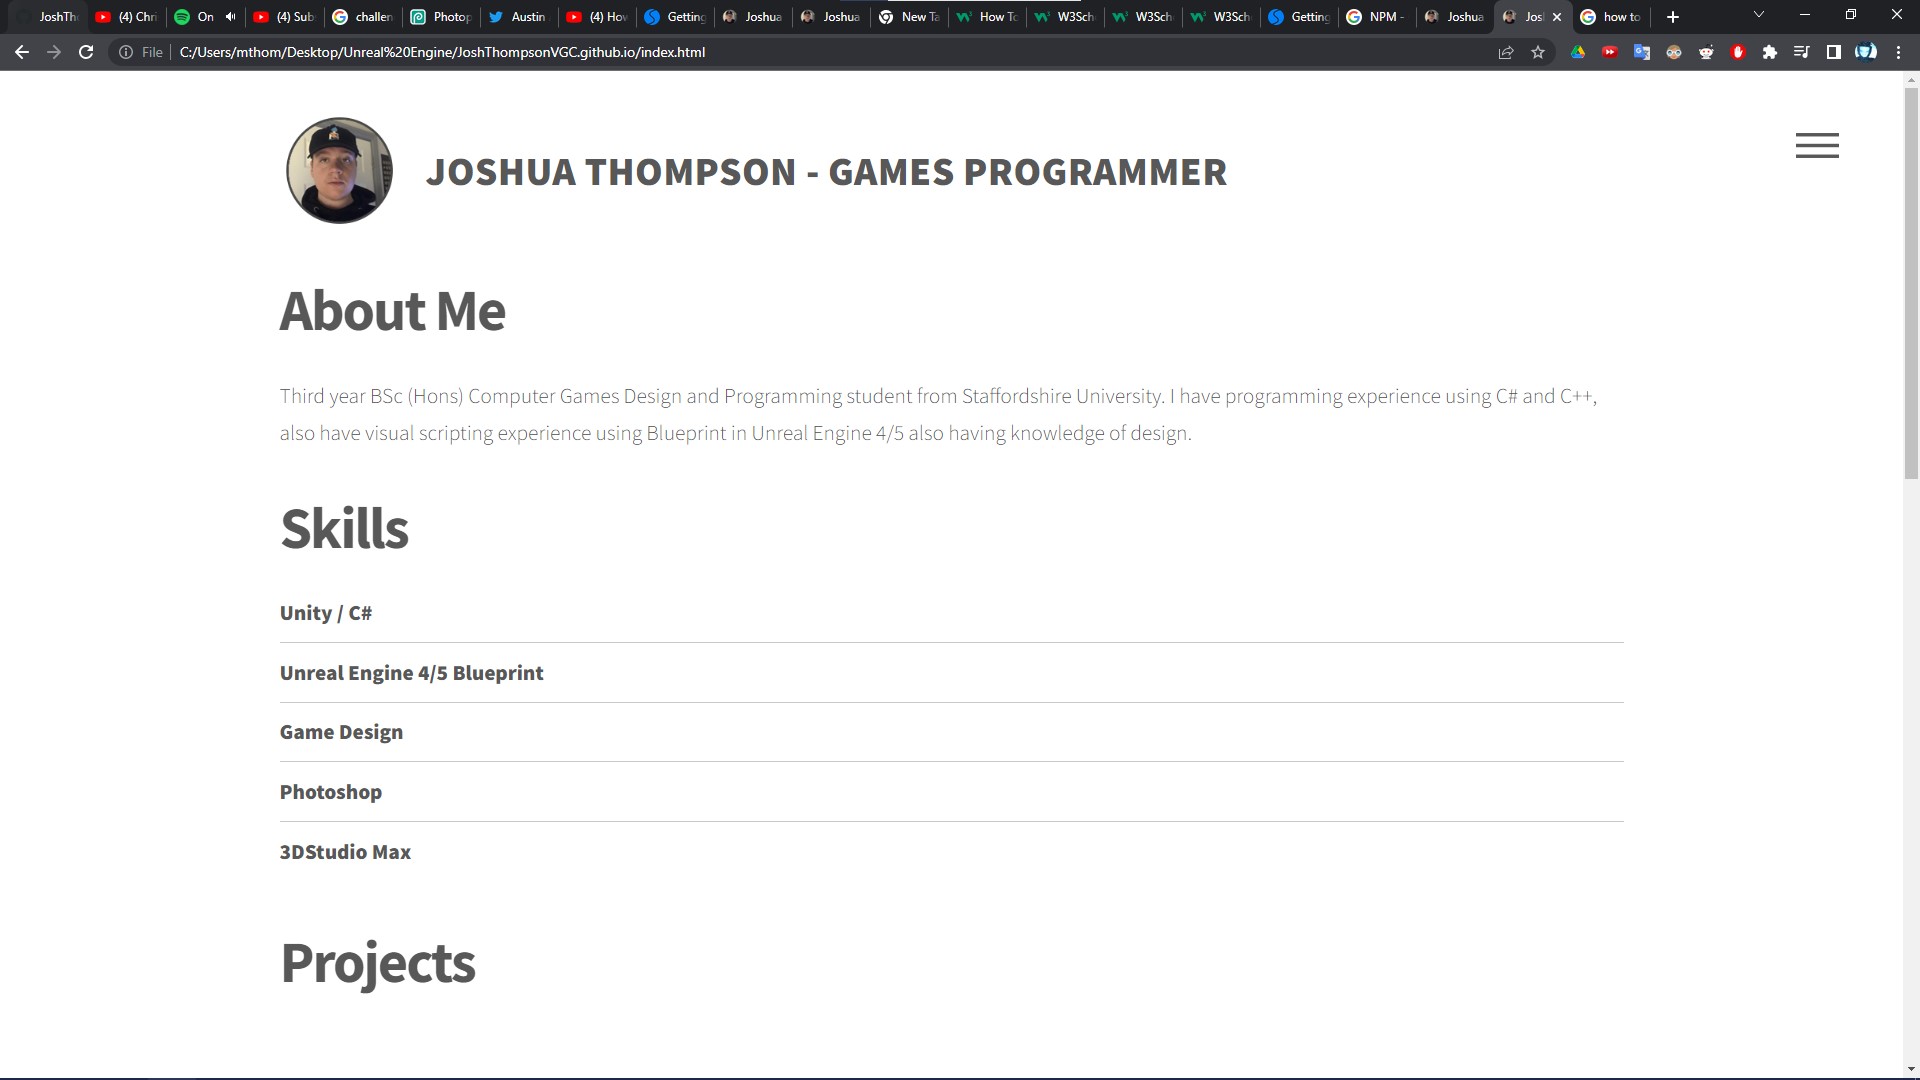 JoshTh
(4) Chri
On
(4) Sub
challen
Photop
Austin
(4) How
Getting
Joshua
Joshua
New Ta
How To
W3Sch
W3Sch
W3Sch
Getting
NPM -
Joshua
Jos
how to
File
C:/Users/mthom/Desktop/Unreal%20Engine/JoshThompsonVGC.github.io/index.html
JOSHUA THOMPSON - GAMES PROGRAMMER
About Me
Third year BSc (Hons) Computer Games Design and Programming student from Staffordshire University. I have programming experience using C# and C++,
also have visual scripting experience using Blueprint in Unreal Engine 4/5 also having knowledge of design.
Skills
Unity / C#
Unreal Engine 4/5 Blueprint
Game Design
Photoshop
3DStudio Max
Projects